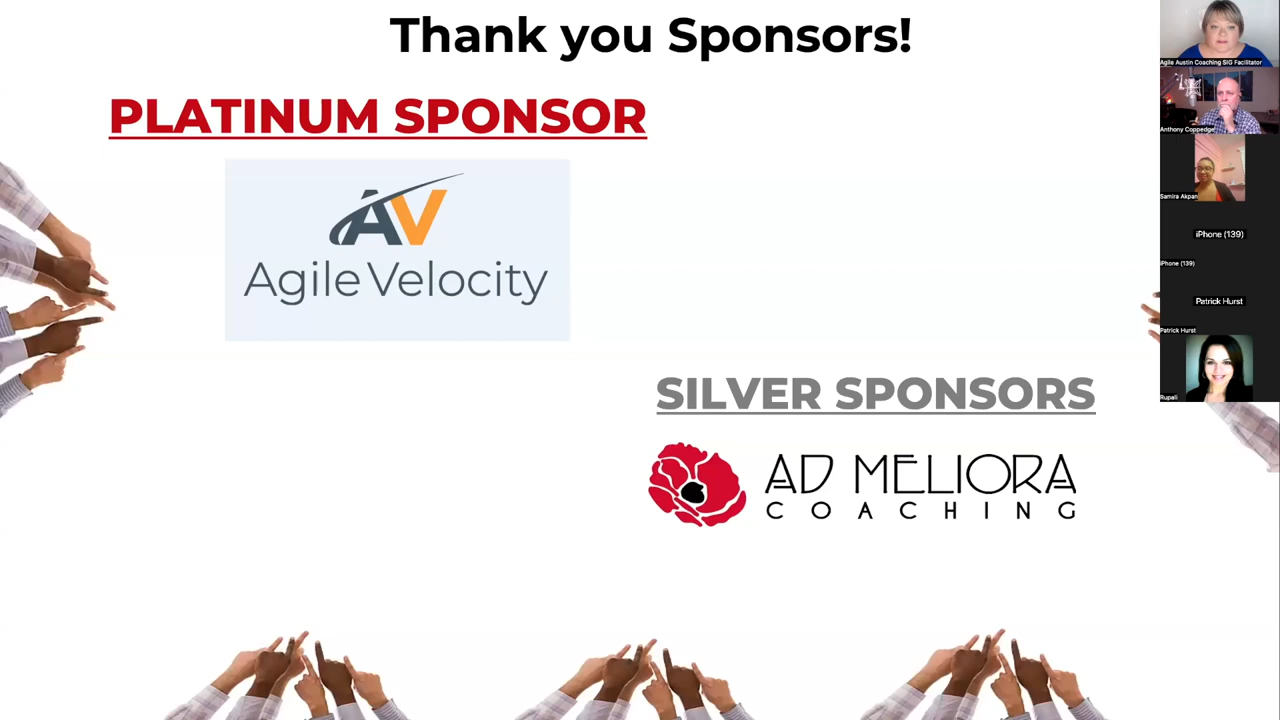 Thank you Sponsors!
PLATINUM SPONSOR
AV
Agile Velocity
SILVER SPONSORS
AD MELIORA
COACHING
Agile Austin Coaching SIG Facilitator
Anthony Coppedge
Samira Akpan
iPhone (139)
iPhone (139)
Patrick Hurst
Patrick Hurst
Rupali